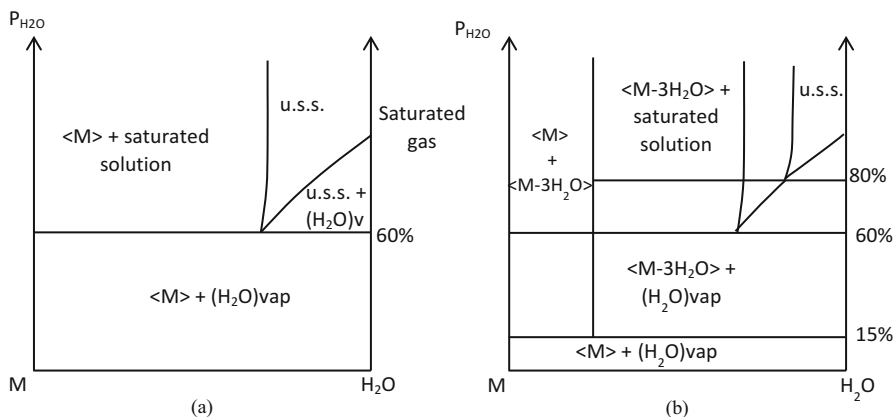 P_H2O
u.s.s.
<M> + saturated
solution
Saturated
gas
u.s.s. +
(H2O)v
60%
<M> + (H2O)vap
M
H2O
(a)
P_H2O
<M>
+
<M-3H2O>
<M-3H2O> +
saturated
solution
u.s.s.
80%
60%
<M-3H2O> +
(H2O)vap
15%
<M> + (H2O)vap
M
H2O
(b)